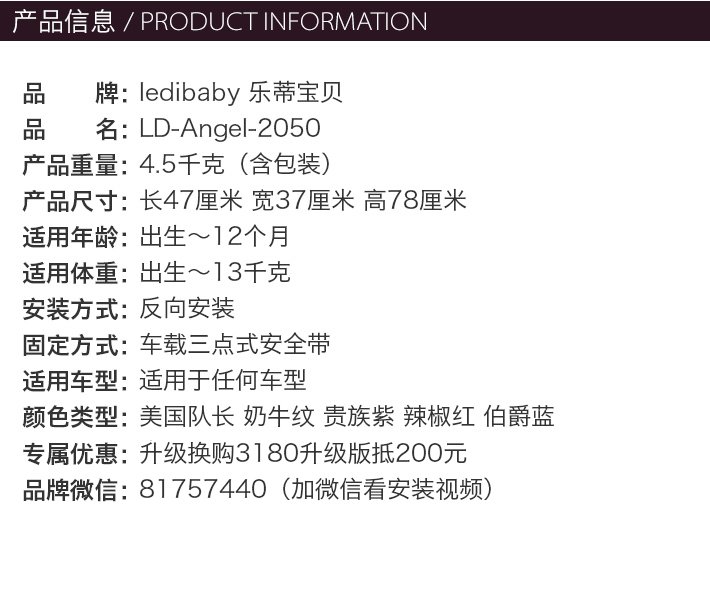 产品信息 / PRODUCT INFORMATION
品　　牌：ledibaby 乐蒂宝贝
品　　名：LD-Angel-2050
产品重量：4.5千克（含包装）
产品尺寸：长47厘米 宽37厘米 高78厘米
适用年龄：出生～12个月
适用体重：出生～13千克
安装方式：反向安装
固定方式：车载三点式安全带
适用车型：适用于任何车型
颜色类型：美国队长 奶牛纹 贵族紫 辣椒红 伯爵蓝
专属优惠：升级换购3180升级版抵200元
品牌微信：81757440（加微信看安装视频）